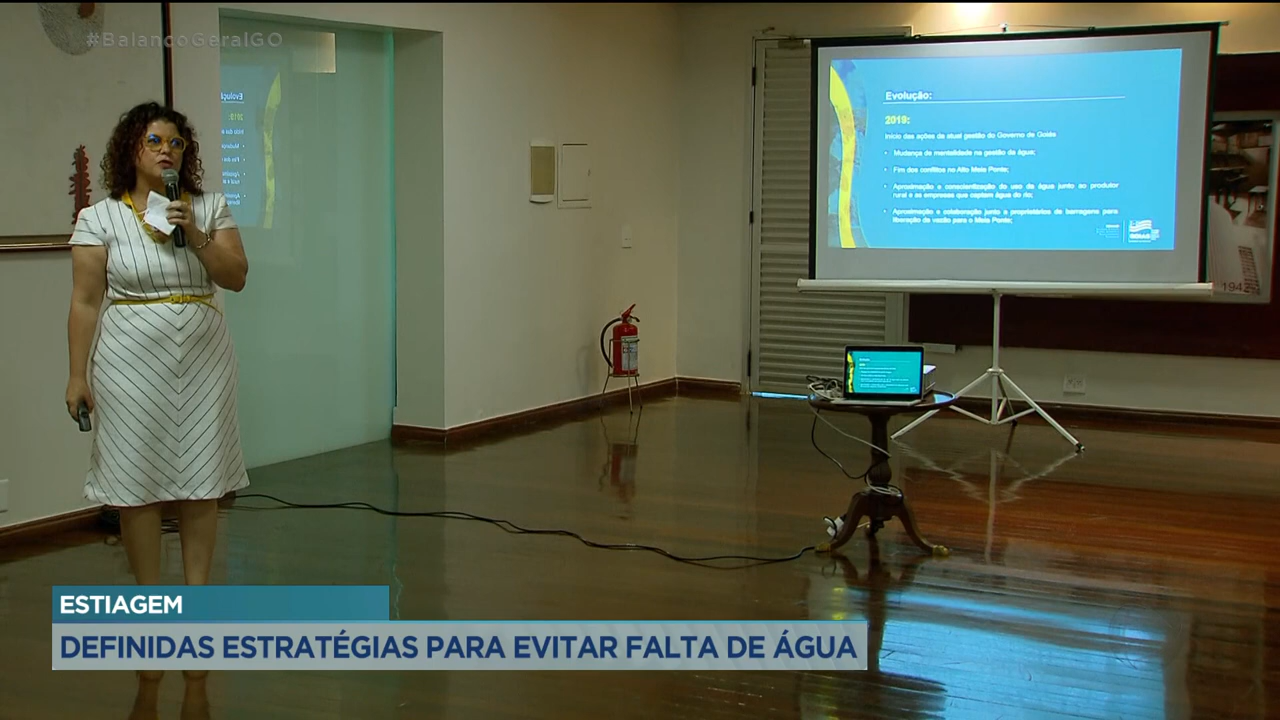 #BalancoGeralGO
Evolução:
2019:
Início das ações da atual gestão do Governo de Goiás
• Mudança de mentalidade na gestão da água;
• Fim dos conflitos no Alto Meia Ponte;
• Aproximação e conscientização do uso da água junto ao produtor
rural e as empresas que captam água do rio;
• Aproximação e colaboração junto a proprietários de barragens para
liberação de vazão para o Meia Ponte;
GOIÁS
1942
ESTIAGEM
DEFINIDAS ESTRATÉGIAS PARA EVITAR FALTA DE ÁGUA